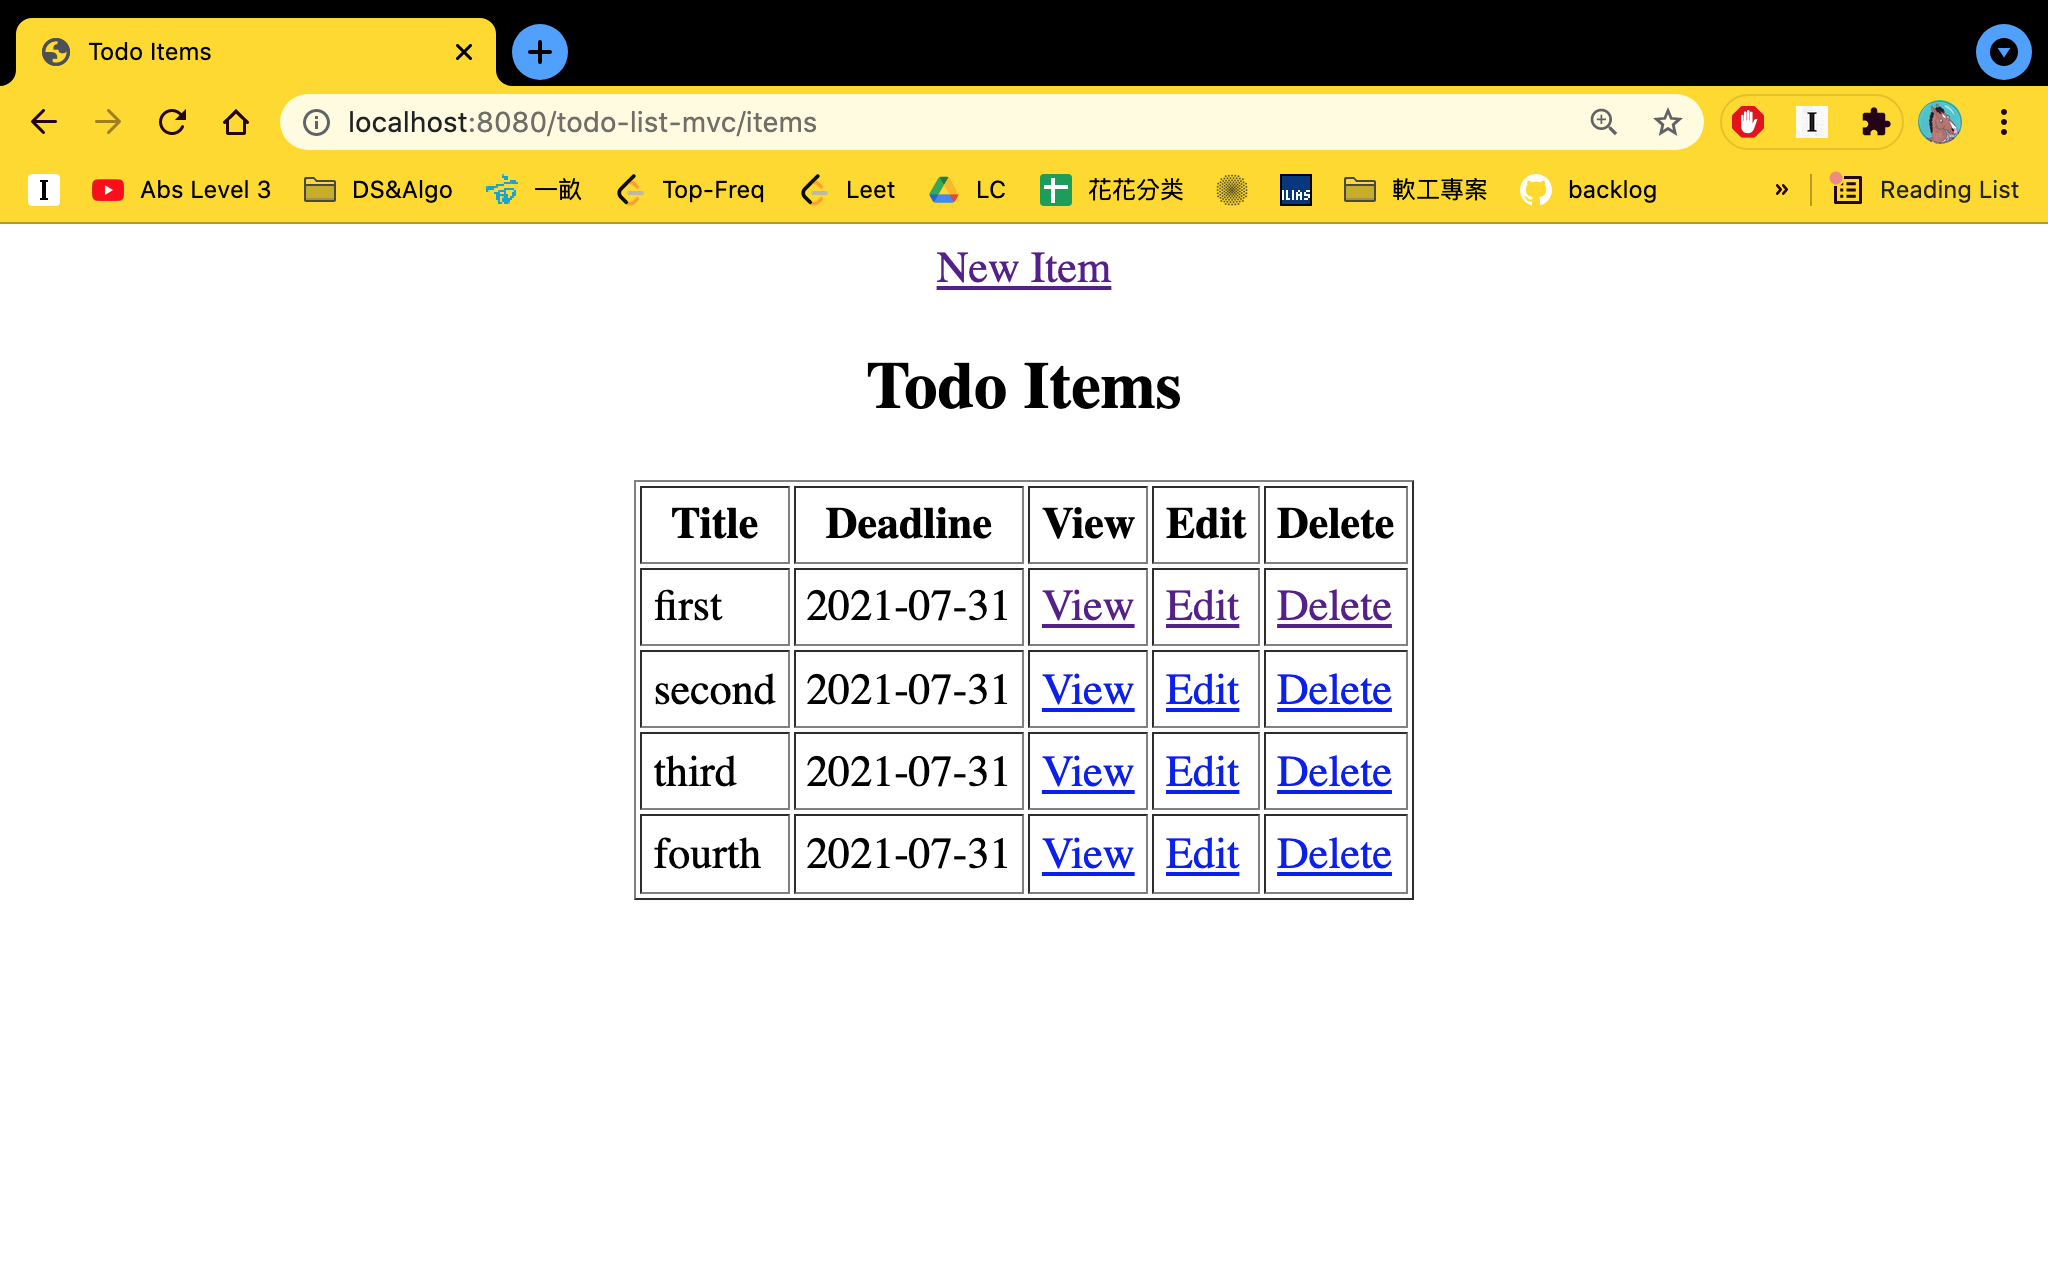 Todo Items
localhost:8080/todo-list-mvc/items
I
I Abs Level 3 DS&Algo 一畝 Top-Freq Leet LC 花花分类 ILIAS 軟工專案 backlog » Reading List
New Item
Todo Items
Title Deadline View Edit Delete
first 2021-07-31 View Edit Delete
second 2021-07-31 View Edit Delete
third 2021-07-31 View Edit Delete
fourth 2021-07-31 View Edit Delete